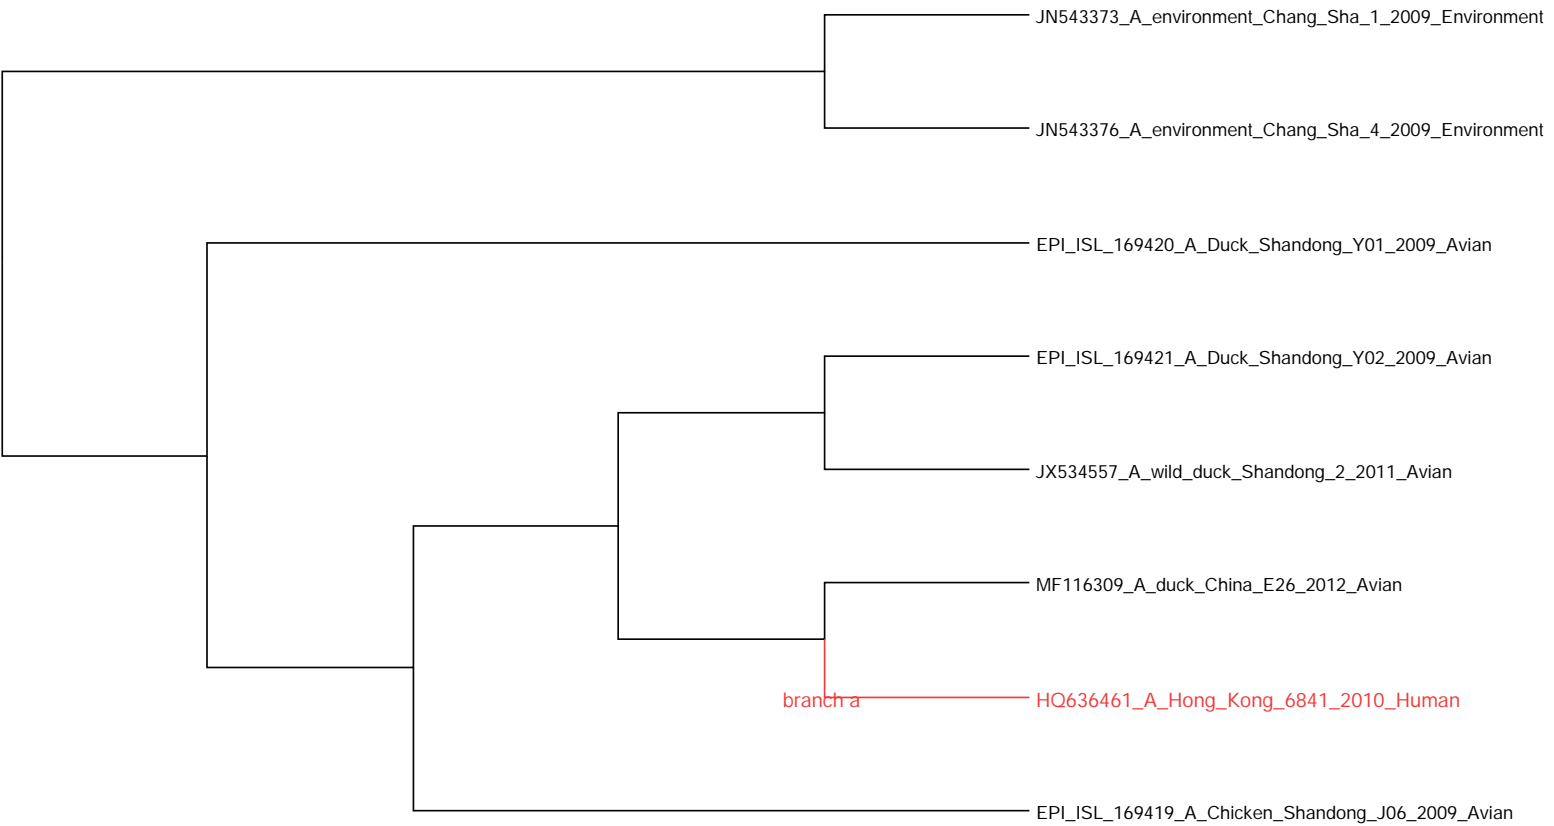 JN543373_A_environment_Chang_Sha_1_2009_Environment
JN543376_A_environment_Chang_Sha_4_2009_Environment
EPI_ISL_169420_A_Duck_Shandong_Y01_2009_Avian
EPI_ISL_169421_A_Duck_Shandong_Y02_2009_Avian
JX534557_A_wild_duck_Shandong_2_2011_Avian
MF116309_A_duck_China_E26_2012_Avian
branch a
HQ636461_A_Hong_Kong_6841_2010_Human
EPI_ISL_169419_A_Chicken_Shandong_J06_2009_Avian